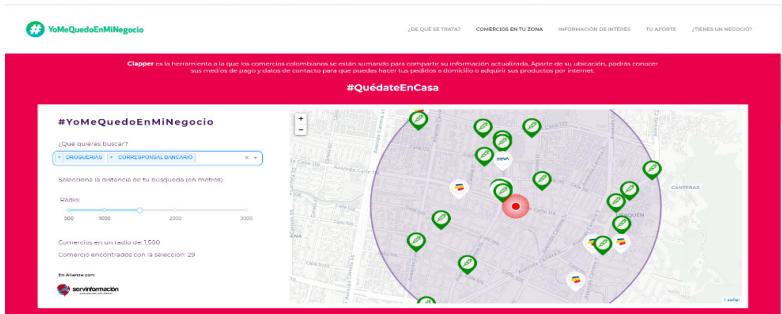 YoMeQuedoEnMiNegocio
¿DE QUÉ SE TRATA? COMERCIOS EN TU ZONA INFORMACIÓN DE INTERÉS TU APORTE ¿TIENES UN NEGOCIO?
Clapper es la herramienta a la que los comercios colombianos se están sumando para compartir su información actualizada. Aparte de su ubicación, podrás conocer
sus medios de pago y datos de contacto para que puedas hacer tus pedidos a domicilio o adquirir sus productos por internet.
#QuédateEnCasa
#YoMeQuedoEnMiNegocio
¿Qué quieres buscar?
× DROGUERIAS × CORRESPONSAL BANCARIO
Selecciona la distancia de tu búsqueda (en metros)
Radio:
500 1000 2000 3000
Comercios en un radio de: 1,500
Comercio encontrados con la selección: 29
En Alianza con:
servinformación
+
−
BBVA
CANTERAS
Leaflet